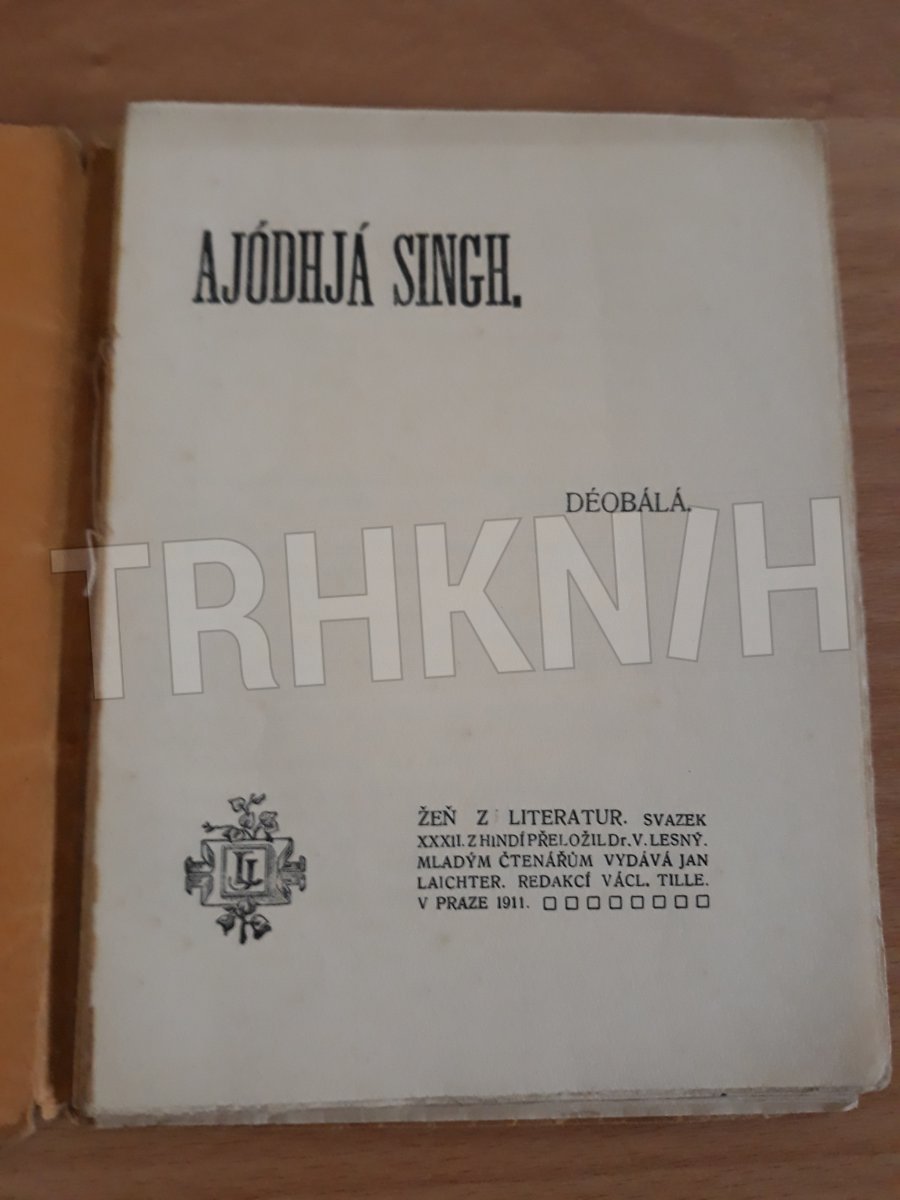 AJÓDHJÁ SINGH.
DÉOBÁLÁ.
TRHKNIH
ŽEŇ Z LITERATUR. SVAZEK
XXXII. Z HINDÍ PŘELOŽIL Dr. V. LESNÝ.
MLADÝM ČTENÁŘŮM VYDÁVÁ JAN
LAICHTER. REDAKCÍ VÁCL. TILLE.
V PRAZE 1911.
JL